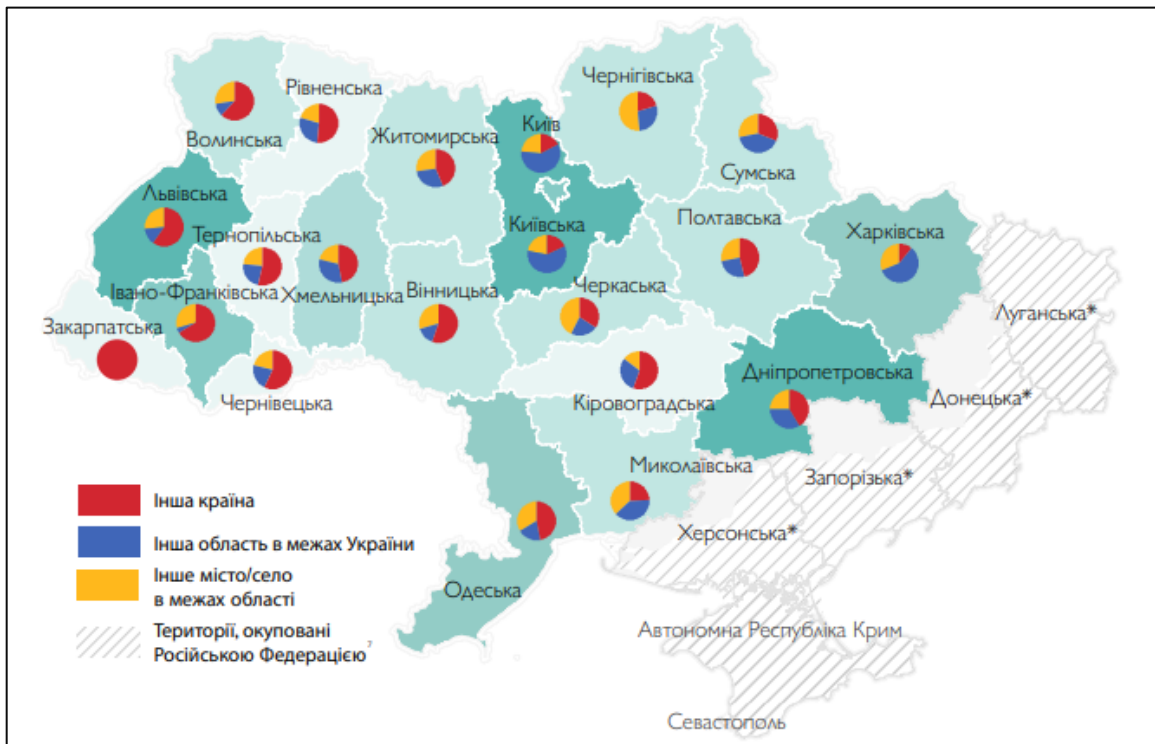 Чернігівська
Рівненська
Київ
Волинська
Житомирська
Сумська
Львівська
Полтавська
Київська
Харківська
Тернопільська
Черкаська
Івано-Франківська
Хмельницька
Вінницька
Луганська*
Закарпатська
Дніпропетровська
Донецька*
Чернівецька
Кіровоградська
Миколаївська
Запорізька*
Херсонська*
Одеська
Інша країна
Інша область в межах України
Інше місто/село
в межах області
Території, окуповані
Російською Федерацією7
Автономна Республіка Крим
Севастополь